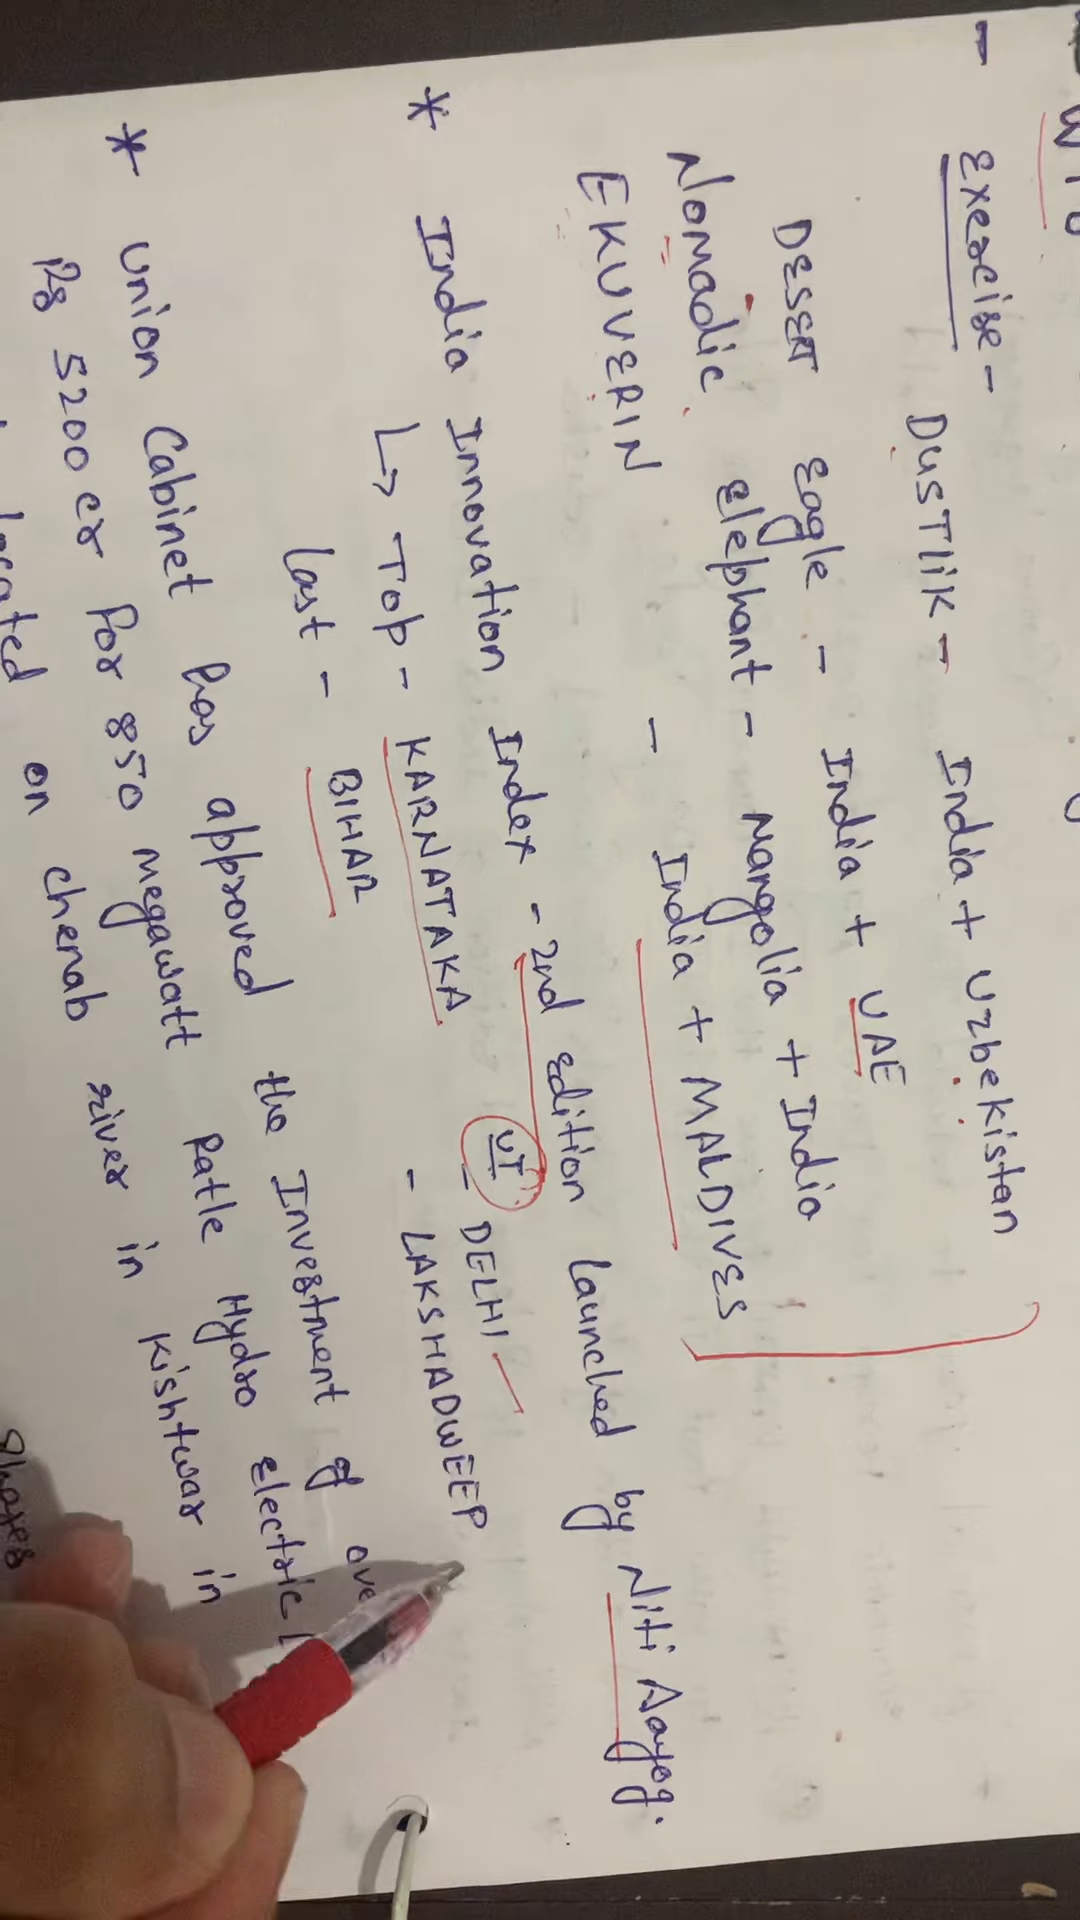 - Exercise - DUSTLIK - India + Uzbekistan
DESERT Eagle - India + UAE
Nomadic Elephant - Mangolia + India
EKUVERIN - India + MALDIVES
* India Innovation Index - 2nd Edition Launched by Niti Aayog.
↳ Top - KARNATAKA UT - DELHI
Last - BIHAR - LAKSHADWEEP
* Union Cabinet has approved the Investment of ove
Rs 5200 cr for 850 megawatt Ratle Hydro Electric
located on chenab river in Kishtwar in